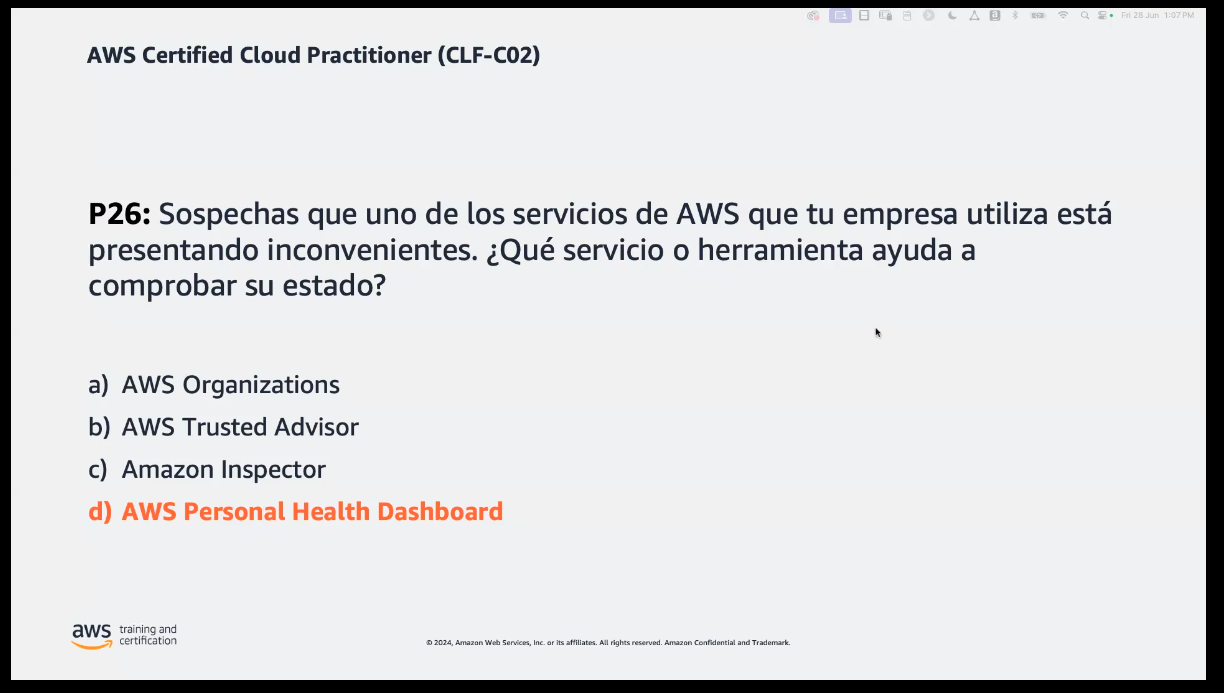 Fri 28 Jun 1:07 PM
AWS Certified Cloud Practitioner (CLF-C02)
P26: Sospechas que uno de los servicios de AWS que tu empresa utiliza está
presentando inconvenientes. ¿Qué servicio o herramienta ayuda a
comprobar su estado?
a) AWS Organizations
b) AWS Trusted Advisor
c) Amazon Inspector
d) AWS Personal Health Dashboard
aws training and
certification
© 2024, Amazon Web Services, Inc. or its affiliates. All rights reserved. Amazon Confidential and Trademark.